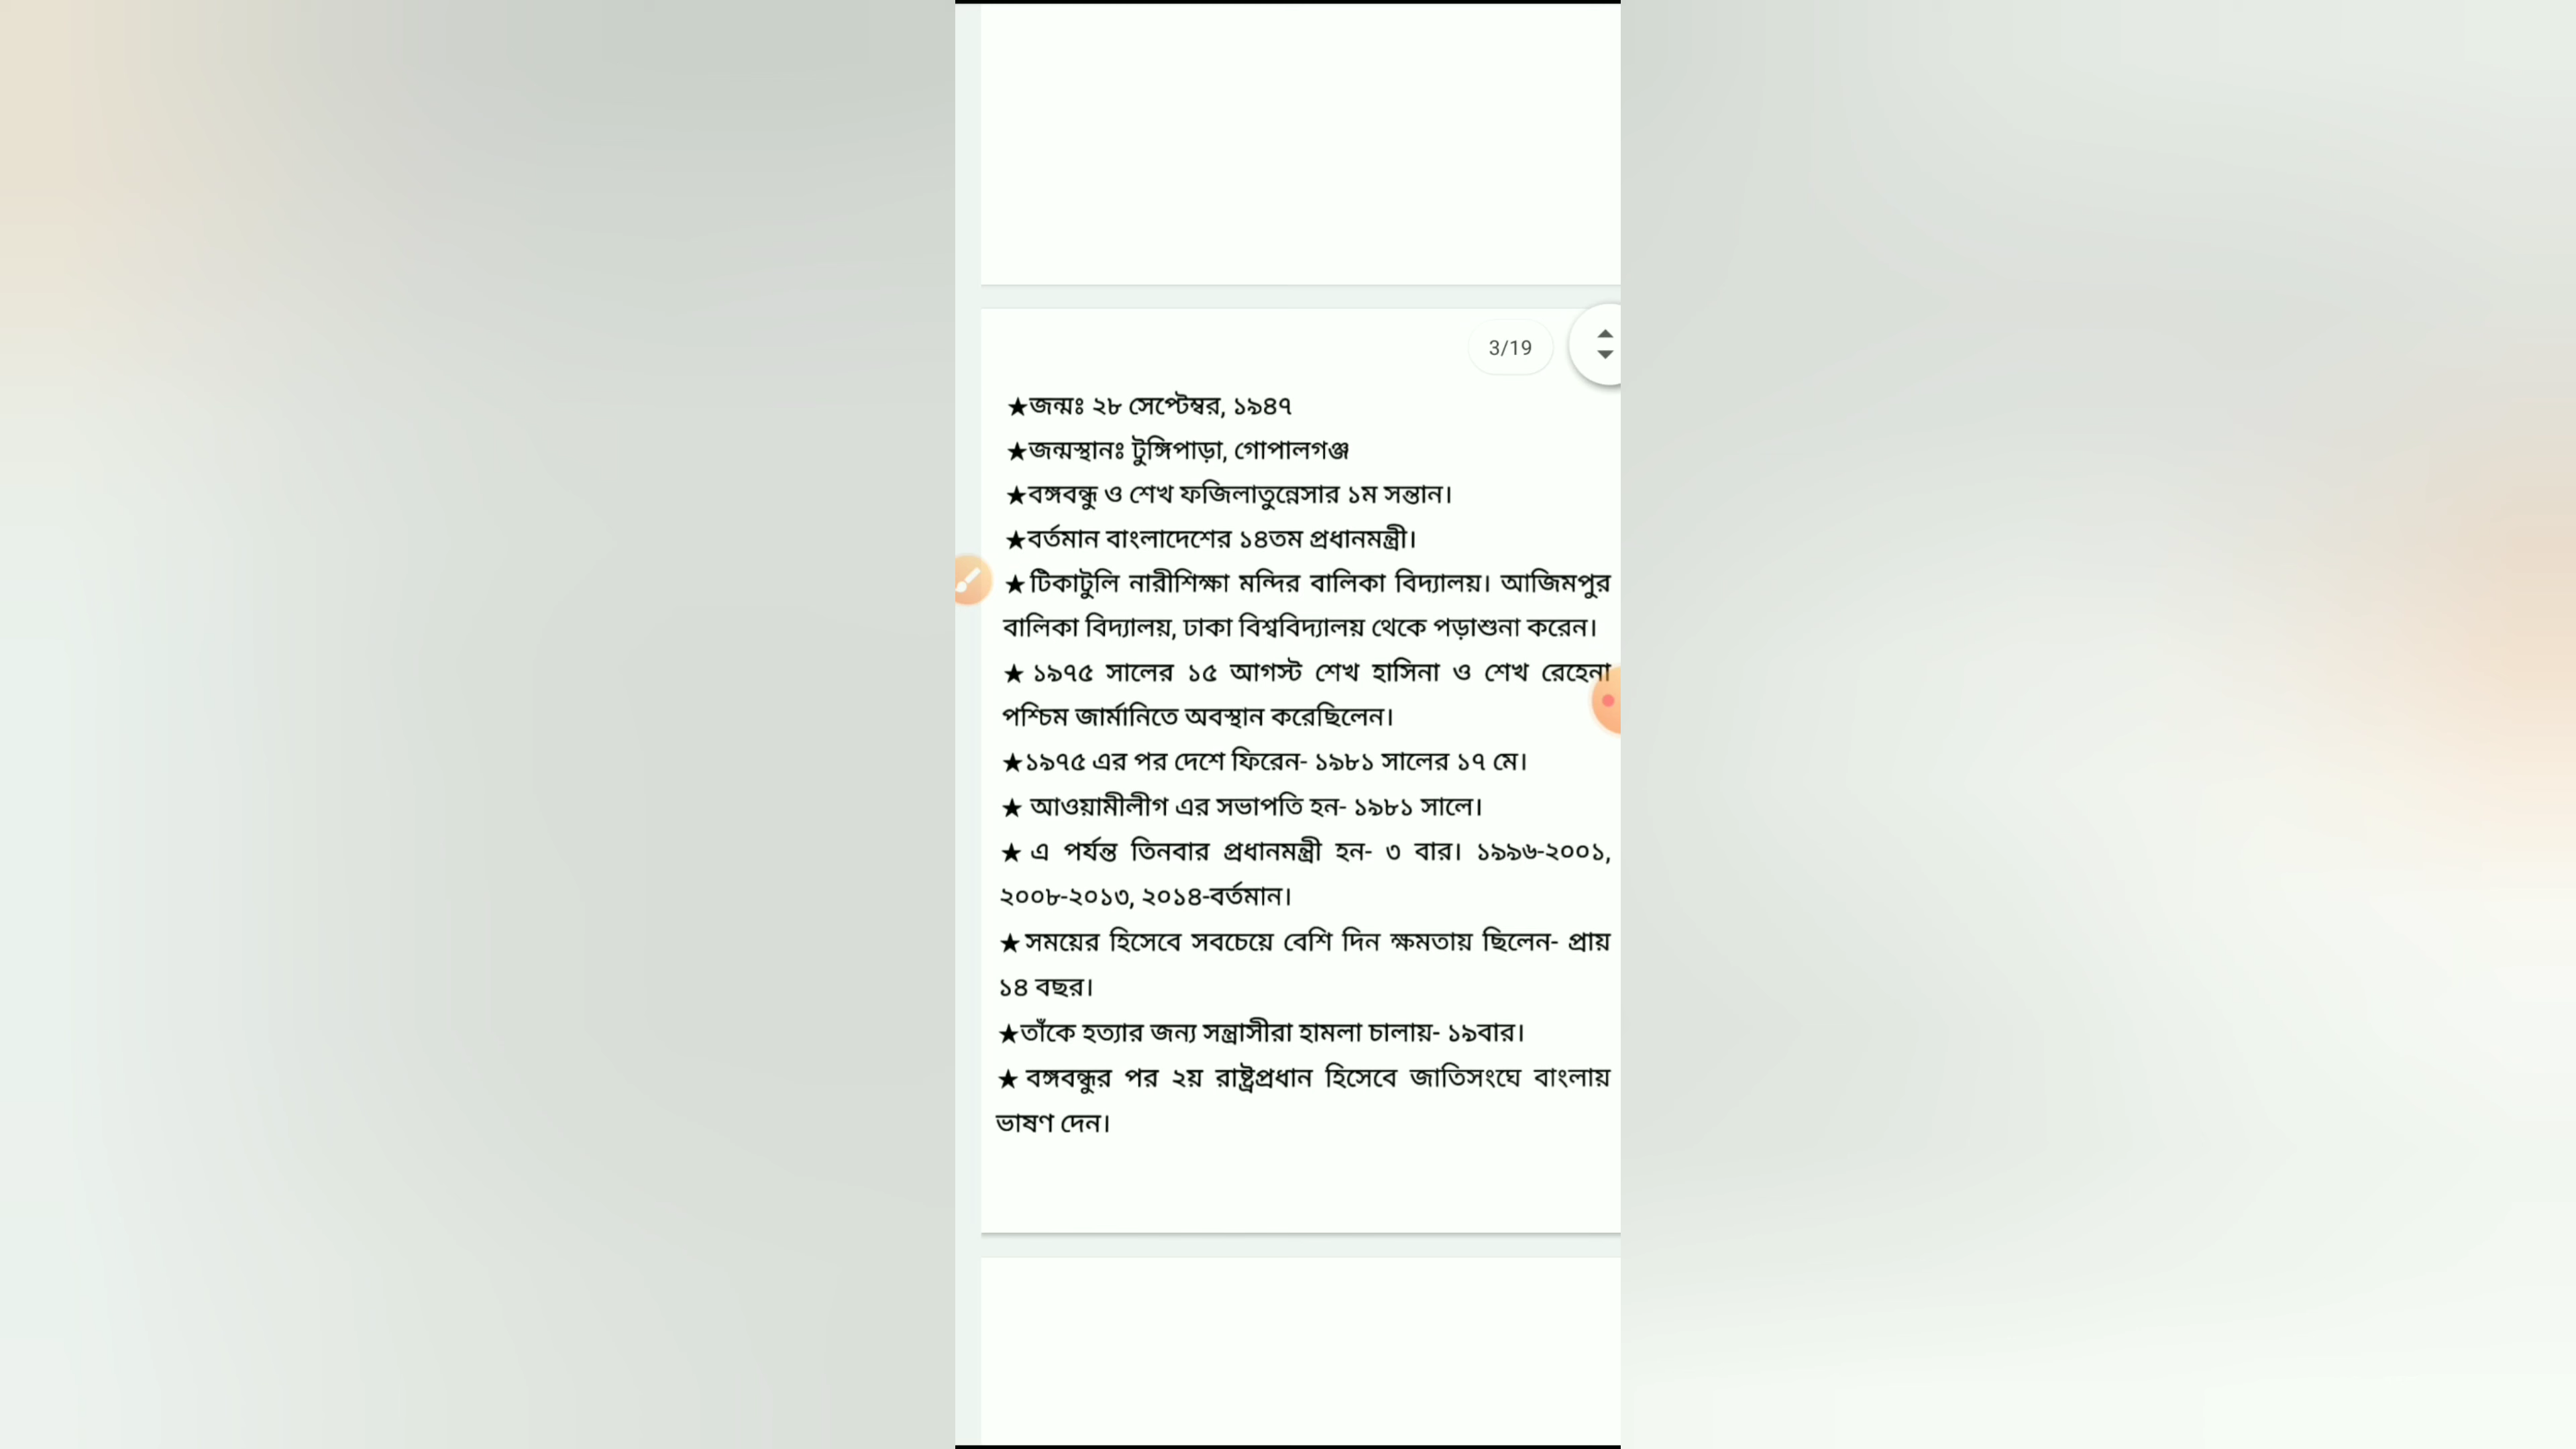 3/19
★জন্মঃ ২৮ সেপ্টেম্বর, ১৯৪৭
★জন্মস্থানঃ টুঙ্গিপাড়া, গোপালগঞ্জ
★বঙ্গবন্ধু ও শেখ ফজিলাতুন্নেসার ১ম সন্তান।
★বর্তমান বাংলাদেশের ১৪তম প্রধানমন্ত্রী।
★টিকাটুলি নারীশিক্ষা মন্দির বালিকা বিদ্যালয়। আজিমপুর
বালিকা বিদ্যালয়, ঢাকা বিশ্ববিদ্যালয় থেকে পড়াশুনা করেন।
★ ১৯৭৫ সালের ১৫ আগস্ট শেখ হাসিনা ও শেখ রেহেনা
পশ্চিম জার্মানিতে অবস্থান করেছিলেন।
★১৯৭৫ এর পর দেশে ফিরেন- ১৯৮১ সালের ১৭ মে।
★ আওয়ামীলীগ এর সভাপতি হন- ১৯৮১ সালে।
★ এ পর্যন্ত তিনবার প্রধানমন্ত্রী হন- ৩ বার। ১৯৯৬-২০০১,
২০০৮-২০১৩, ২০১৪-বর্তমান।
★সময়ের হিসেবে সবচেয়ে বেশি দিন ক্ষমতায় ছিলেন- প্রায়
১৪ বছর।
★তাঁকে হত্যার জন্য সন্ত্রাসীরা হামলা চালায়- ১৯বার।
★ বঙ্গবন্ধুর পর ২য় রাষ্ট্রপ্রধান হিসেবে জাতিসংঘে বাংলায়
ভাষণ দেন।